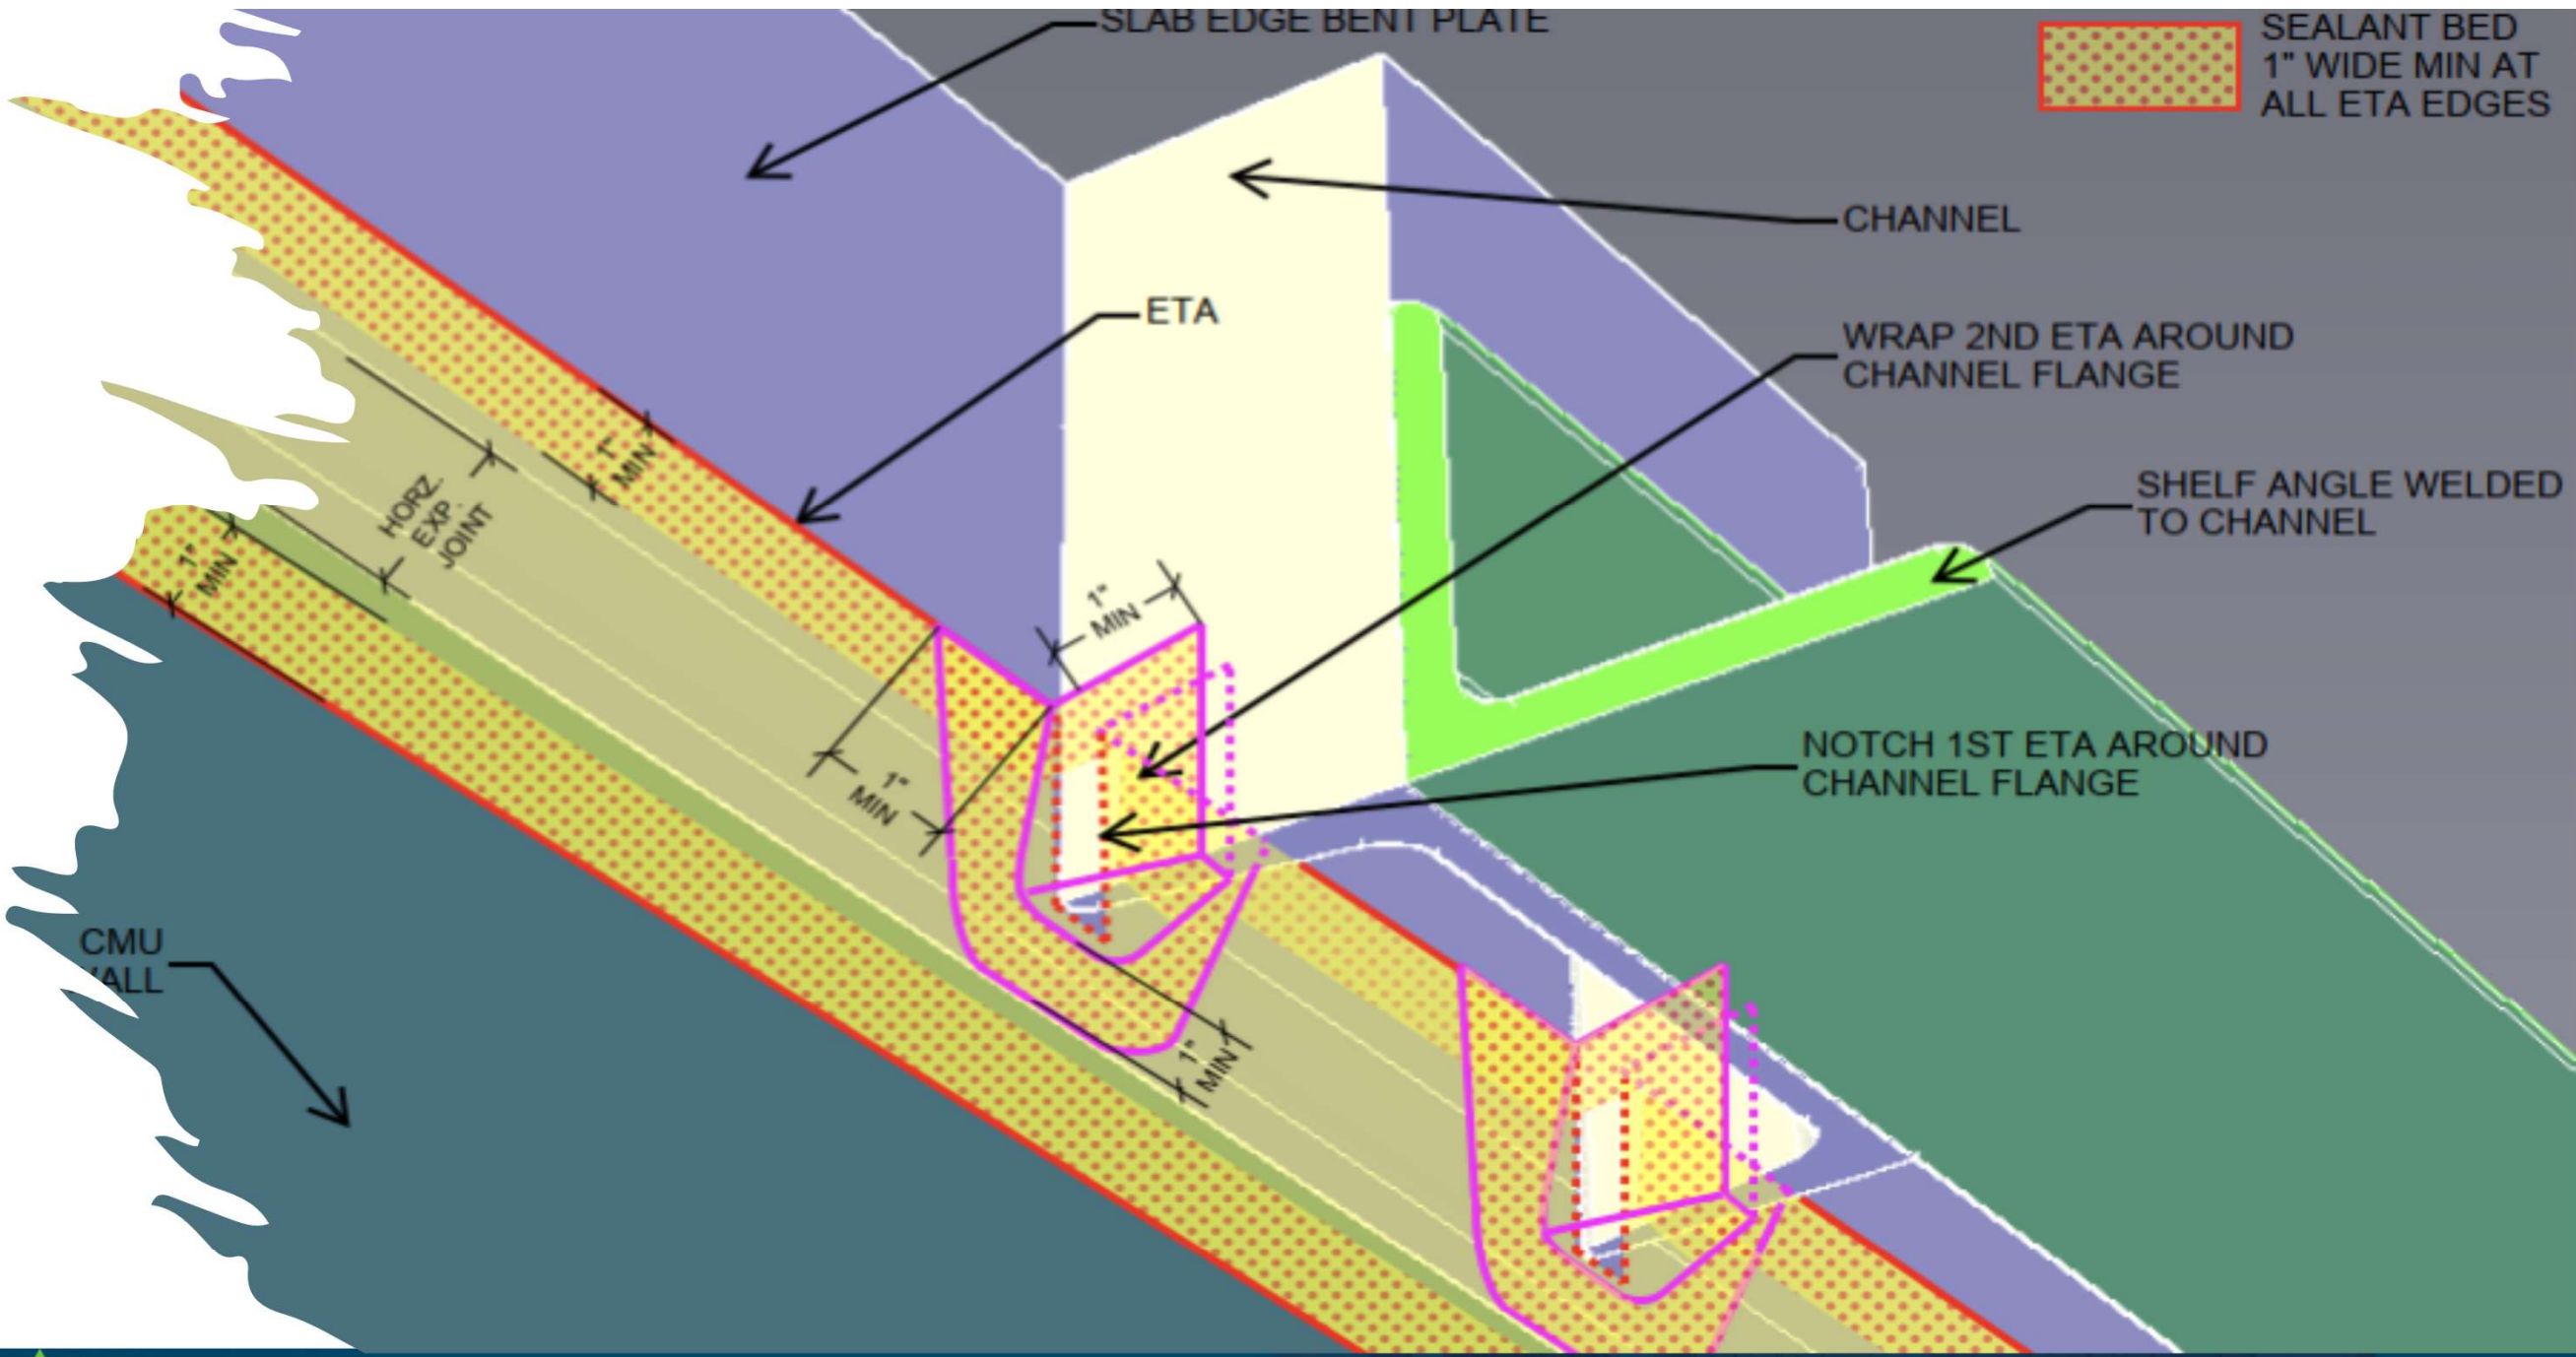 SLAB EDGE BENT PLATE
SEALANT BED
1" WIDE MIN AT
ALL ETA EDGES
CHANNEL
ETA
WRAP 2ND ETA AROUND
CHANNEL FLANGE
SHELF ANGLE WELDED
TO CHANNEL
1"
MIN
HORZ.
EXP.
JOINT
1"
MIN
1"
MIN
NOTCH 1ST ETA AROUND
CHANNEL FLANGE
1"
MIN
CMU
1"
MIN